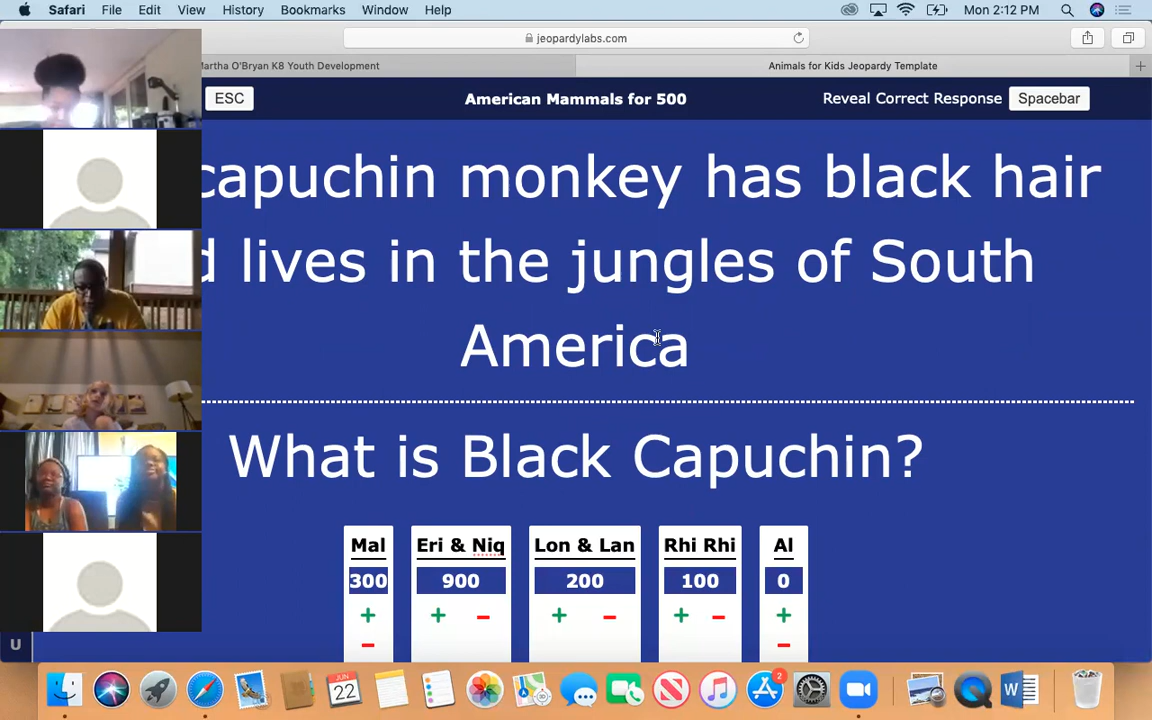 Safari File Edit View History Bookmarks Window Help Mon 2:12 PM
jeopardylabs.com
Martha O'Bryan K8 Youth Development Animals for Kids Jeopardy Template
ESC American Mammals for 500 Reveal Correct Response Spacebar
capuchin monkey has black hair
lives in the jungles of South
America
What is Black Capuchin?
Mal Eri & Niq Lon & Lan Rhi Rhi Al
300 900 200 100 0
+ + − + − + − +
− −
U
JUN
22
2
W